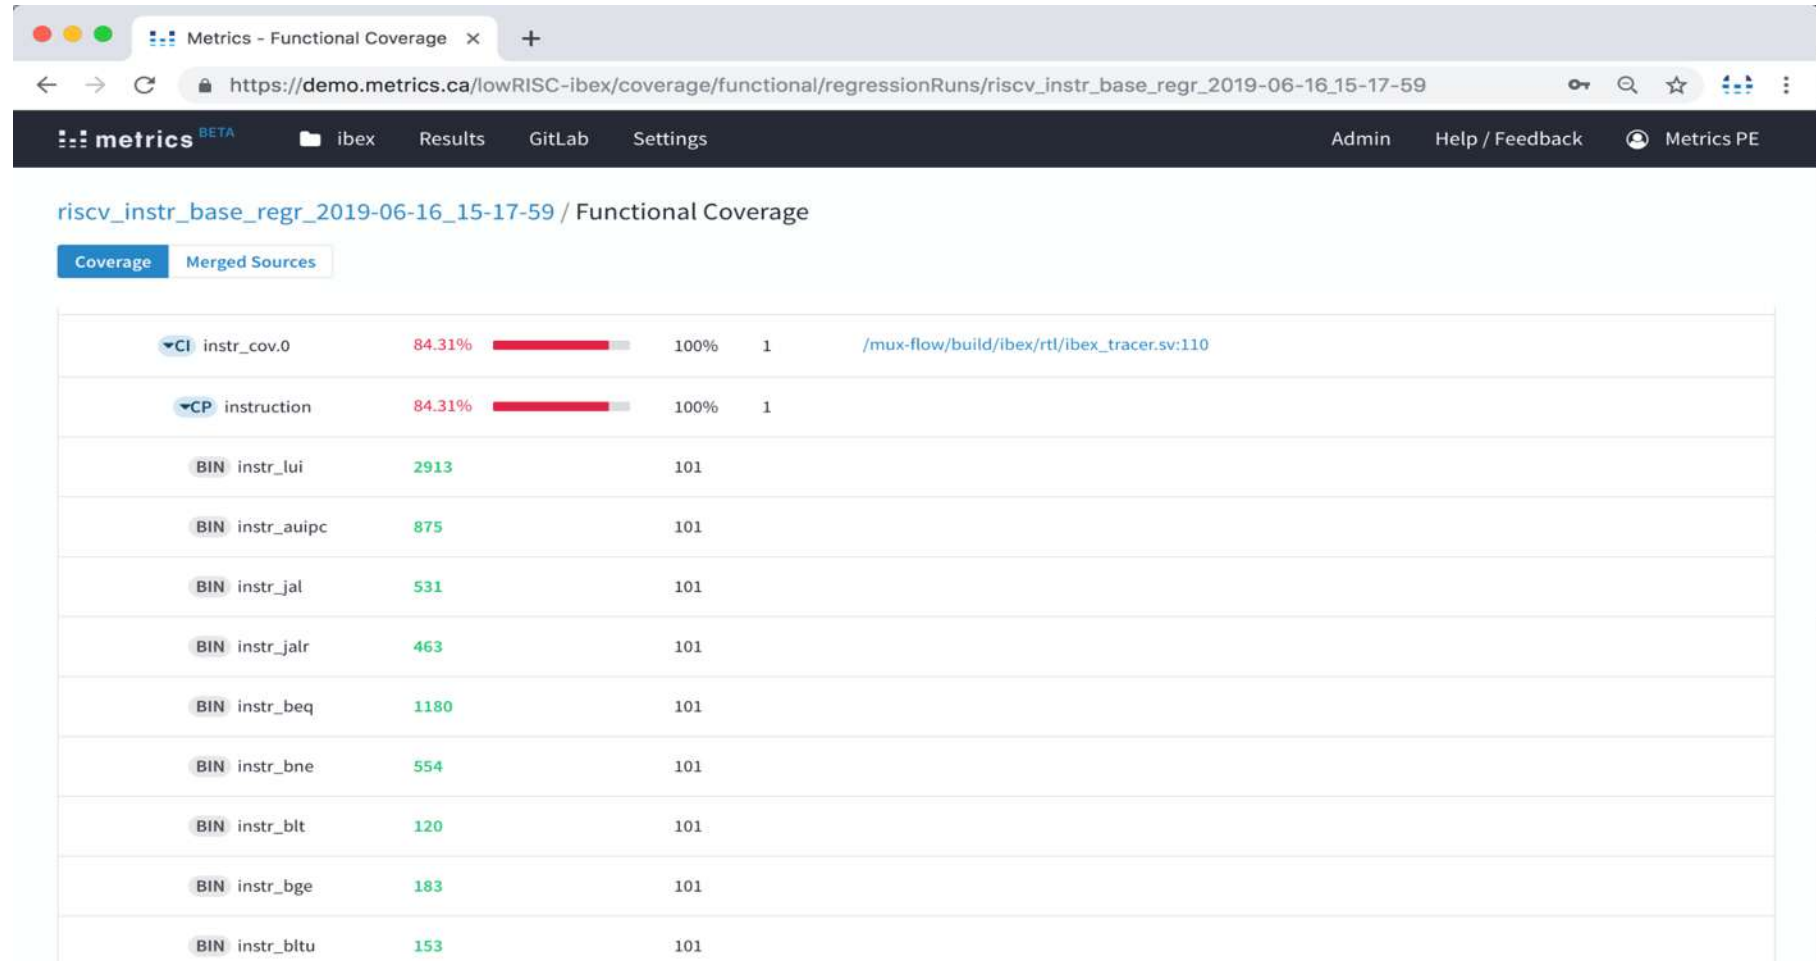 Metrics - Functional Coverage × +
https://demo.metrics.ca/lowRISC-ibex/coverage/functional/regressionRuns/riscv_instr_base_regr_2019-06-16_15-17-59
metrics BETA ibex Results GitLab Settings Admin Help / Feedback Metrics PE
riscv_instr_base_regr_2019-06-16_15-17-59 / Functional Coverage
Coverage Merged Sources
CI instr_cov.0 84.31% 100% 1 /mux-flow/build/ibex/rtl/ibex_tracer.sv:110
CP instruction 84.31% 100% 1
BIN instr_lui 2913 101
BIN instr_auipc 875 101
BIN instr_jal 531 101
BIN instr_jalr 463 101
BIN instr_beq 1180 101
BIN instr_bne 554 101
BIN instr_blt 120 101
BIN instr_bge 183 101
BIN instr_bltu 153 101